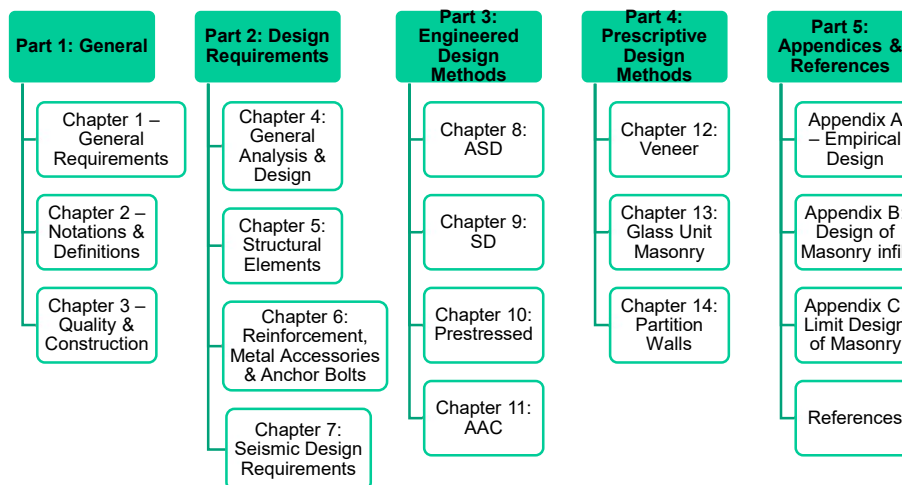 Part 1: General
Chapter 1 –
General
Requirements
Chapter 2 –
Notations &
Definitions
Chapter 3 –
Quality &
Construction
Part 2: Design
Requirements
Chapter 4:
General
Analysis &
Design
Chapter 5:
Structural
Elements
Chapter 6:
Reinforcement,
Metal Accessories
& Anchor Bolts
Chapter 7:
Seismic Design
Requirements
Part 3:
Engineered
Design
Methods
Chapter 8:
ASD
Chapter 9:
SD
Chapter 10:
Prestressed
Chapter 11:
AAC
Part 4:
Prescriptive
Design
Methods
Chapter 12:
Veneer
Chapter 13:
Glass Unit
Masonry
Chapter 14:
Partition
Walls
Part 5:
Appendices &
References
Appendix A
– Empirical
Design
Appendix B:
Design of
Masonry infil
Appendix C
Limit Design
of Masonry
References